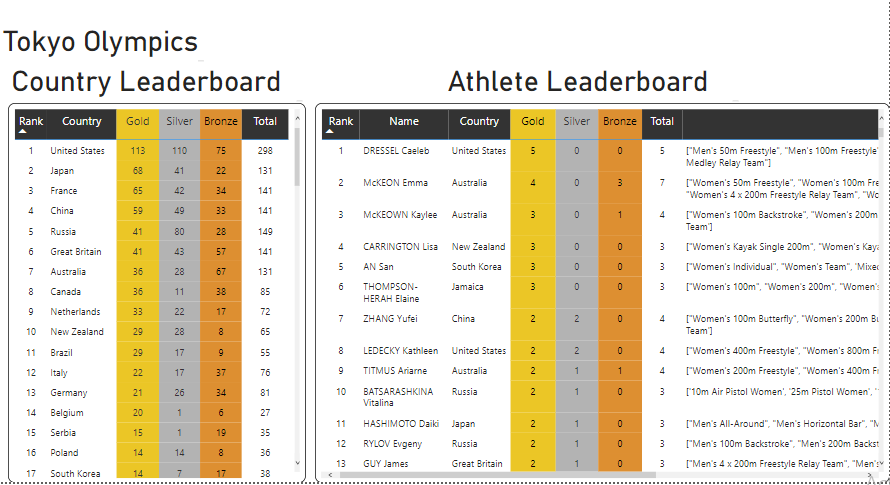 Tokyo Olympics
Country Leaderboard
Rank Country Gold Silver Bronze Total
1 United States 113 110 75 298
2 Japan 68 41 22 131
3 France 65 42 34 141
4 China 59 49 33 141
5 Russia 41 80 28 149
6 Great Britain 41 43 57 141
7 Australia 36 28 67 131
8 Canada 36 11 38 85
9 Netherlands 33 22 17 72
10 New Zealand 29 28 8 65
11 Brazil 29 17 9 55
12 Italy 22 17 37 76
13 Germany 21 26 34 81
14 Belgium 20 1 6 27
15 Serbia 15 1 19 35
16 Poland 14 14 8 36
17 South Korea 14 7 17 38
Athlete Leaderboard
Rank Name Country Gold Silver Bronze Total
1 DRESSEL Caeleb United States 5 0 0 5 ["Men's 50m Freestyle", "Men's 100m Freestyle"
Medley Relay Team"]
2 McKEON Emma Australia 4 0 3 7 ["Women's 50m Freestyle", "Women's 100m Fre
"Women's 4 x 200m Freestyle Relay Team", "Wo
3 McKEOWN Kaylee Australia 3 0 1 4 ["Women's 100m Backstroke", "Women's 200m
Team"]
4 CARRINGTON Lisa New Zealand 3 0 0 3 ["Women's Kayak Single 200m", "Women's Kaya
5 AN San South Korea 3 0 0 3 ["Women's Individual", "Women's Team", "Mixed
6 THOMPSON- Jamaica 3 0 0 3 ["Women's 100m", "Women's 200m", "Women's
HERAH Elaine
7 ZHANG Yufei China 2 2 0 4 ["Women's 100m Butterfly", "Women's 200m Bu
Team"]
8 LEDECKY Kathleen United States 2 2 0 4 ["Women's 400m Freestyle", "Women's 800m Fr
9 TITMUS Ariarne Australia 2 1 1 4 ["Women's 200m Freestyle", "Women's 400m Fr
10 BATSARASHKINA Russia 2 1 0 3 ['10m Air Pistol Women', '25m Pistol Women', '
Vitalina
11 HASHIMOTO Daiki Japan 2 1 0 3 ["Men's All-Around", "Men's Horizontal Bar", "M
12 RYLOV Evgeny Russia 2 1 0 3 ["Men's 100m Backstroke", "Men's 200m Backst
13 GUY James Great Britain 2 1 0 3 ["Men's 4 x 200m Freestyle Relay Team", "Men's